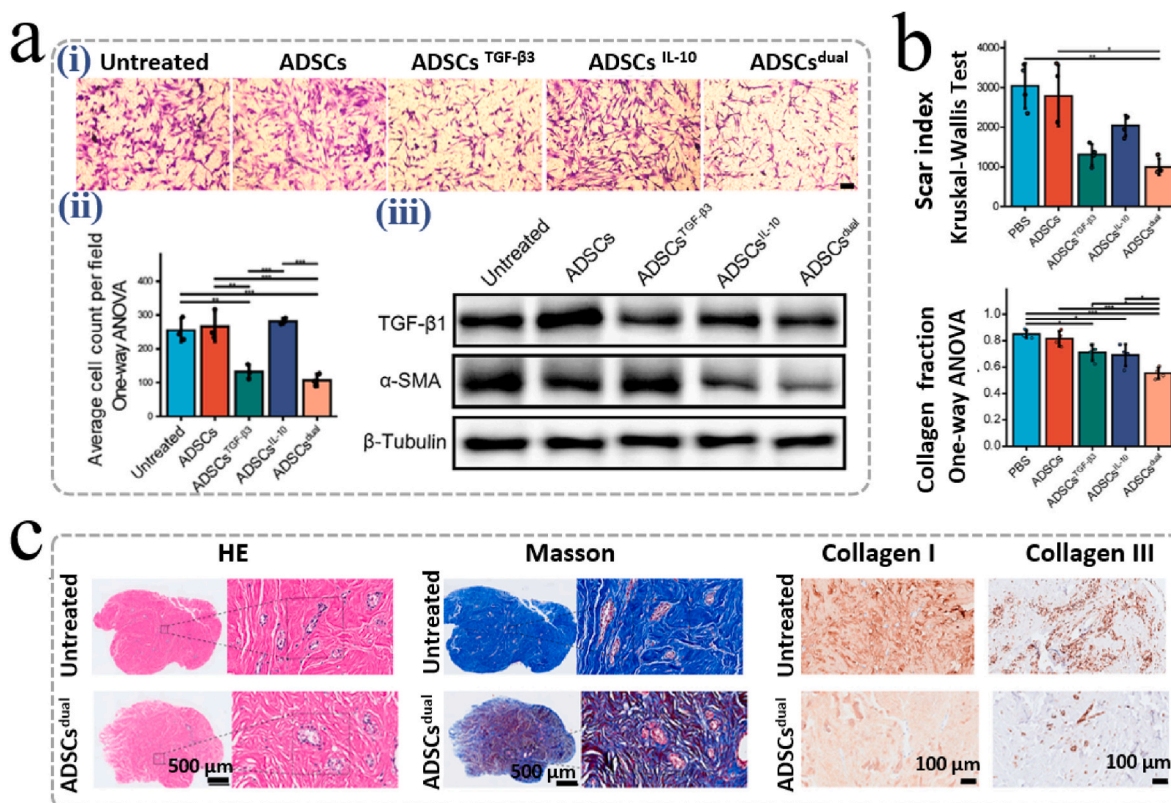 a
(i)
Untreated
ADSCs
ADSCs TGF-β3
ADSCs IL-10
ADSCsdual
(ii)
Average cell count per field
One-way ANOVA
400
300
200
100
0
***
***
***
**
***
**
Untreated
ADSCs
ADSCsTGF-β3
ADSCsIL-10
ADSCsdual
(iii)
Untreated
ADSCs
ADSCsTGF-β3
ADSCsIL-10
ADSCsdual
TGF-β1
α-SMA
β-Tubulin
b
Scar index
Kruskal-Wallis Test
4000
3000
2000
1000
0
*
**
PBS
ADSCs
ADSCsTGF-β3
ADSCsIL-10
ADSCsdual
Collagen fraction
One-way ANOVA
1.0
0.8
0.6
0.4
0.2
0.0
*
*
***
***
*
*
PBS
ADSCs
ADSCsTGF-β3
ADSCsIL-10
ADSCsdual
c
HE
Masson
Collagen I
Collagen III
Untreated
Untreated
Untreated
ADSCsdual
500 μm
ADSCsdual
500 μm
ADSCsdual
100 μm
100 μm